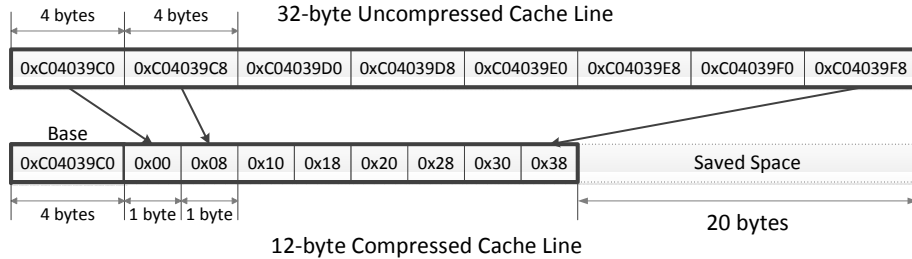 32-byte Uncompressed Cache Line
4 bytes 4 bytes
0xC04039C0 0xC04039C8 0xC04039D0 0xC04039D8 0xC04039E0 0xC04039E8 0xC04039F0 0xC04039F8
Base
0xC04039C0 0x00 0x08 0x10 0x18 0x20 0x28 0x30 0x38 Saved Space
4 bytes 1 byte 1 byte 20 bytes
12-byte Compressed Cache Line